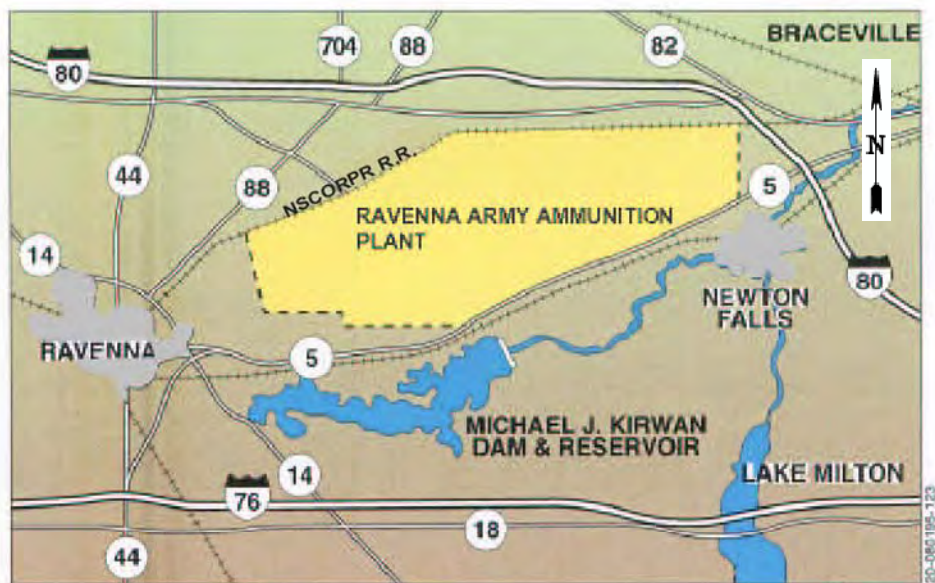 704
88
82
BRACEVILLE
80
N
44
88
NSCORPR R.R.
5
RAVENNA ARMY AMMUNITION
PLANT
14
80
NEWTON
FALLS
RAVENNA
5
MICHAEL J. KIRWAN
DAM & RESERVOIR
14
LAKE MILTON
76
18
44